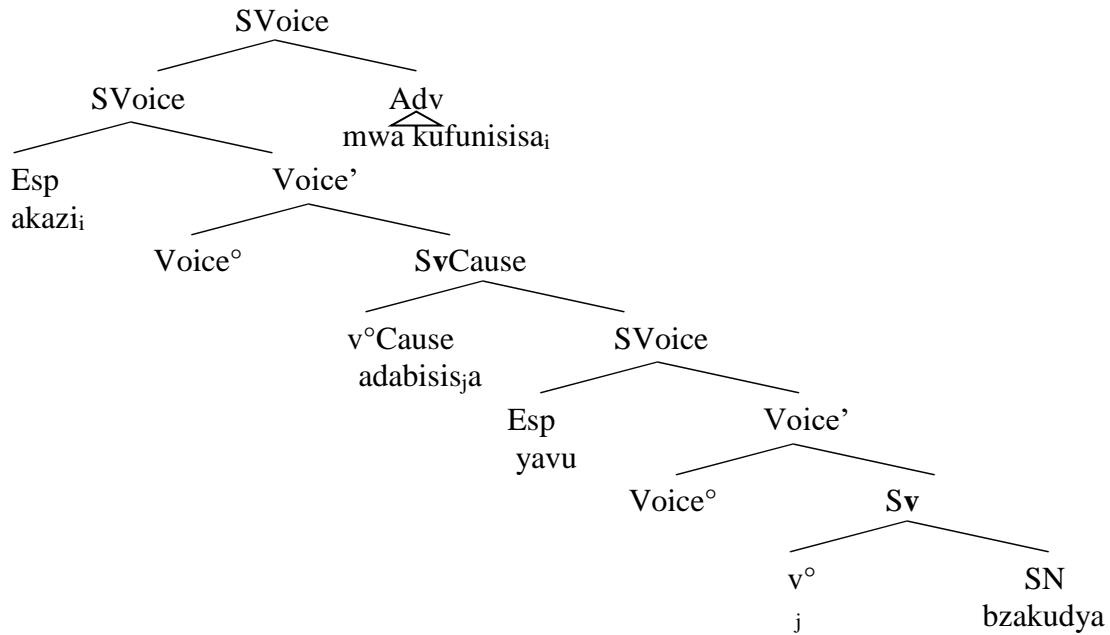 SVoice
SVoice Adv
mwa kufunisisaᵢ
Esp Voice’
akaziᵢ
Voice° SvCause
v°Cause SVoice
adabisisⱼa
Esp Voice’
yavu
Voice° Sv
v° SN
ⱼ bzakudya